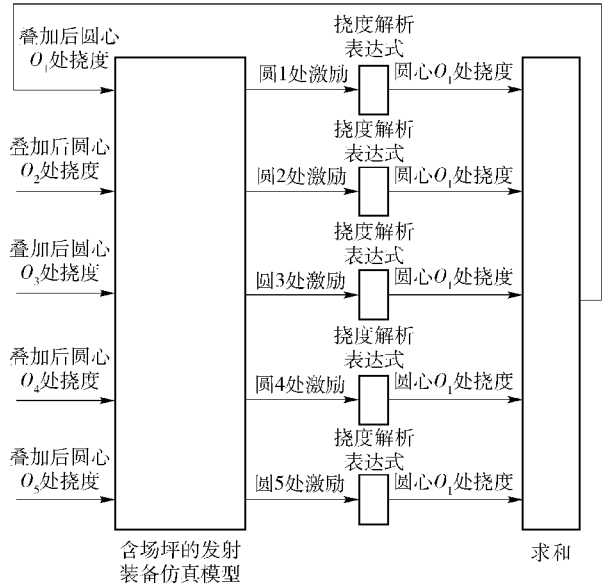 叠加后圆心
O₁处挠度
挠度解析
表达式
圆1处激励
圆心O₁处挠度
叠加后圆心
O₂处挠度
挠度解析
表达式
圆2处激励
圆心O₁处挠度
叠加后圆心
O₃处挠度
挠度解析
表达式
圆3处激励
圆心O₁处挠度
叠加后圆心
O₄处挠度
挠度解析
表达式
圆4处激励
圆心O₁处挠度
叠加后圆心
O₅处挠度
挠度解析
表达式
圆5处激励
圆心O₁处挠度
含场坪的发射
装备仿真模型
求和